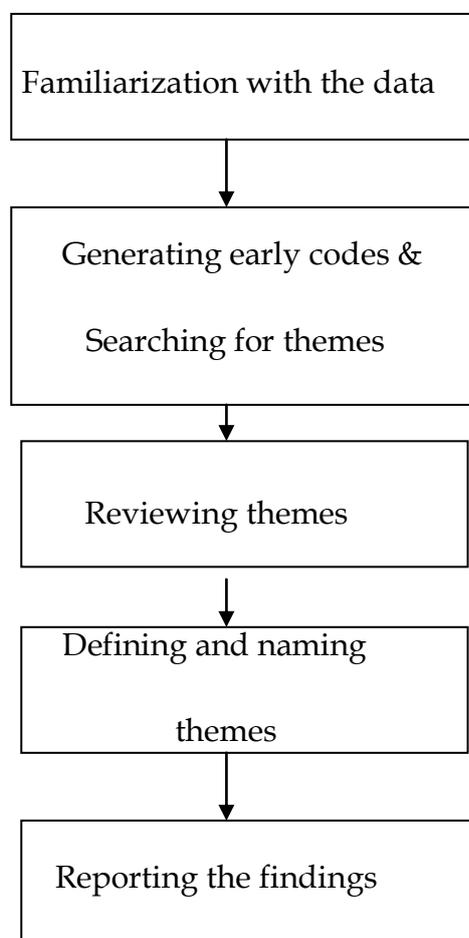 Familiarization with the data
Generating early codes &
Searching for themes
Reviewing themes
Defining and naming
themes
Reporting the findings